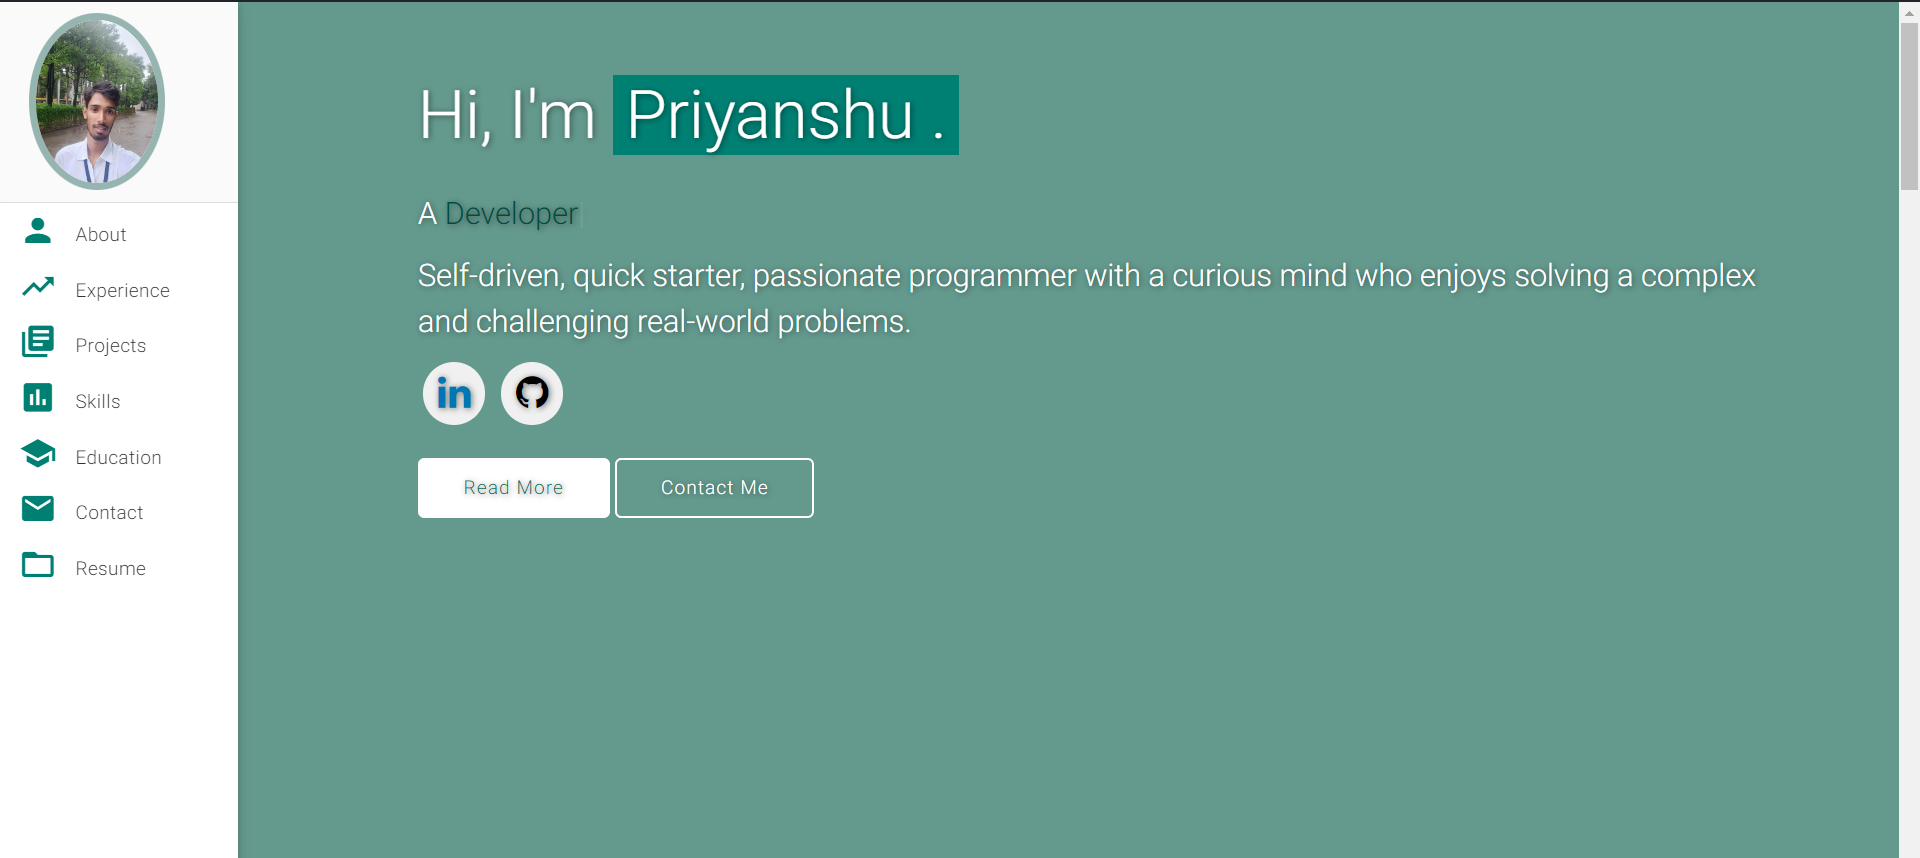 About
Experience
Projects
Skills
Education
Contact
Resume
Hi, I'm Priyanshu .
A Developer
Self-driven, quick starter, passionate programmer with a curious mind who enjoys solving a complex
and challenging real-world problems.
in
Read More
Contact Me